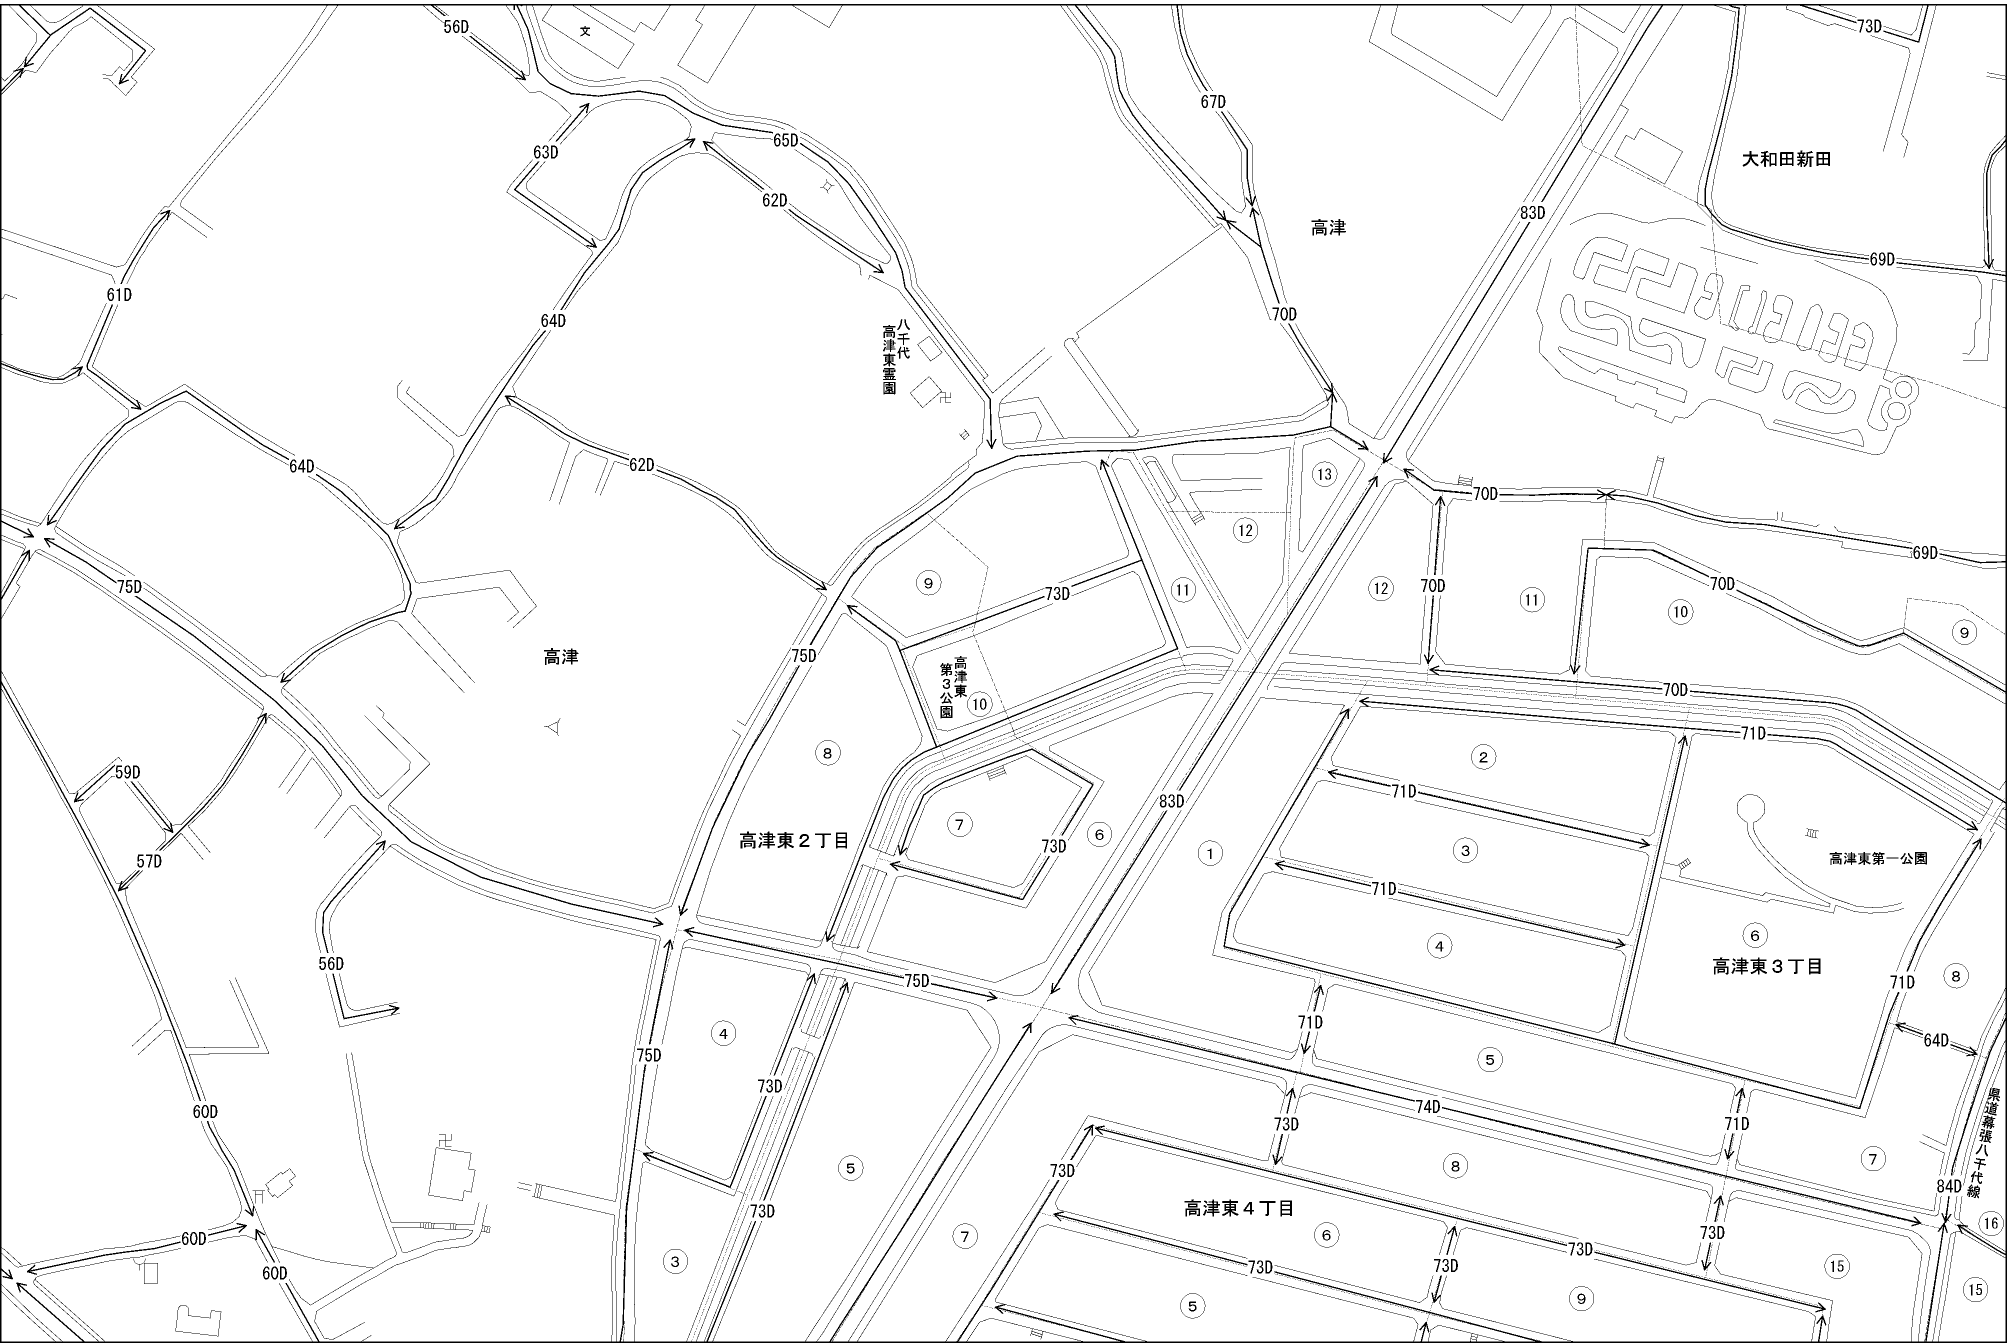 56D
文
73D
67D
65D
63D
大和田新田
62D
83D
高津
69D
61D
70D
64D
八千代
高津東霊園
64D
62D
13
70D
12
69D
75D
9
73D
11
12
70D
11
70D
10
9
高津
75D
高津東
第3公園
10
70D
71D
8
2
59D
71D
83D
7
6
73D
高津東2丁目
1
3
57D
高津東第一公園
71D
4
6
高津東3丁目
56D
75D
8
71D
4
71D
64D
75D
5
73D
74D
県道幕張八千代線
60D
73D
71D
5
8
7
73D
84D
73D
高津東4丁目
16
7
6
73D
73D
60D
3
73D
73D
15
60D
15
5
9